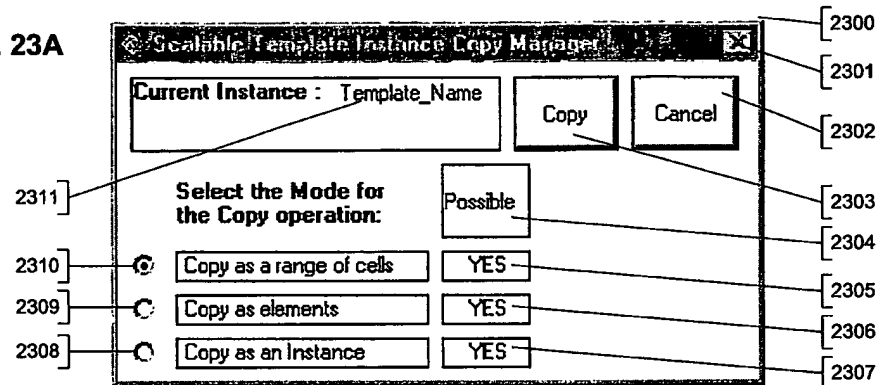 23A
Scalable Template Instance Copy Manager
Current Instance : Template_Name
Copy
Cancel
Select the Mode for
the Copy operation:
Possible
Copy as a range of cells
YES
Copy as elements
YES
Copy as an Instance
YES
2300
2301
2302
2303
2304
2305
2306
2307
2311
2310
2309
2308